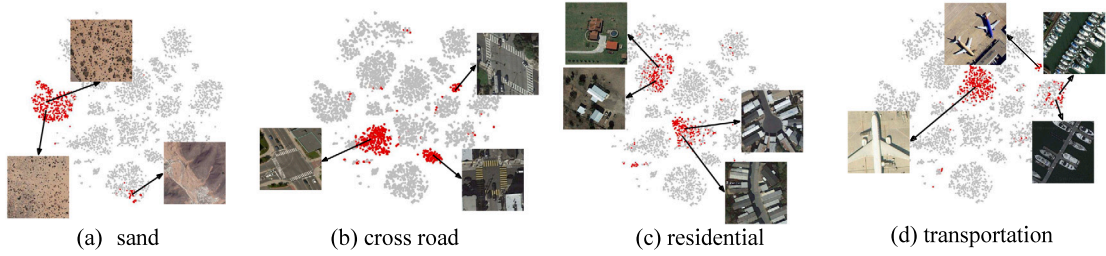 (a) sand
(b) cross road
(c) residential
(d) transportation